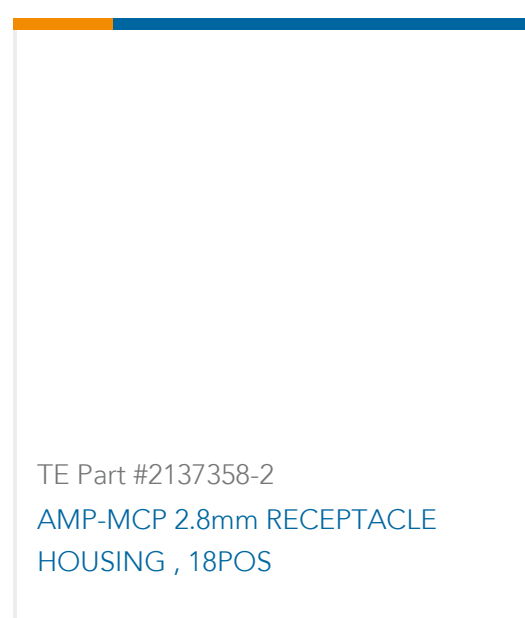 TE Part #2137358-2
AMP-MCP 2.8mm RECEPTACLE
HOUSING , 18POS